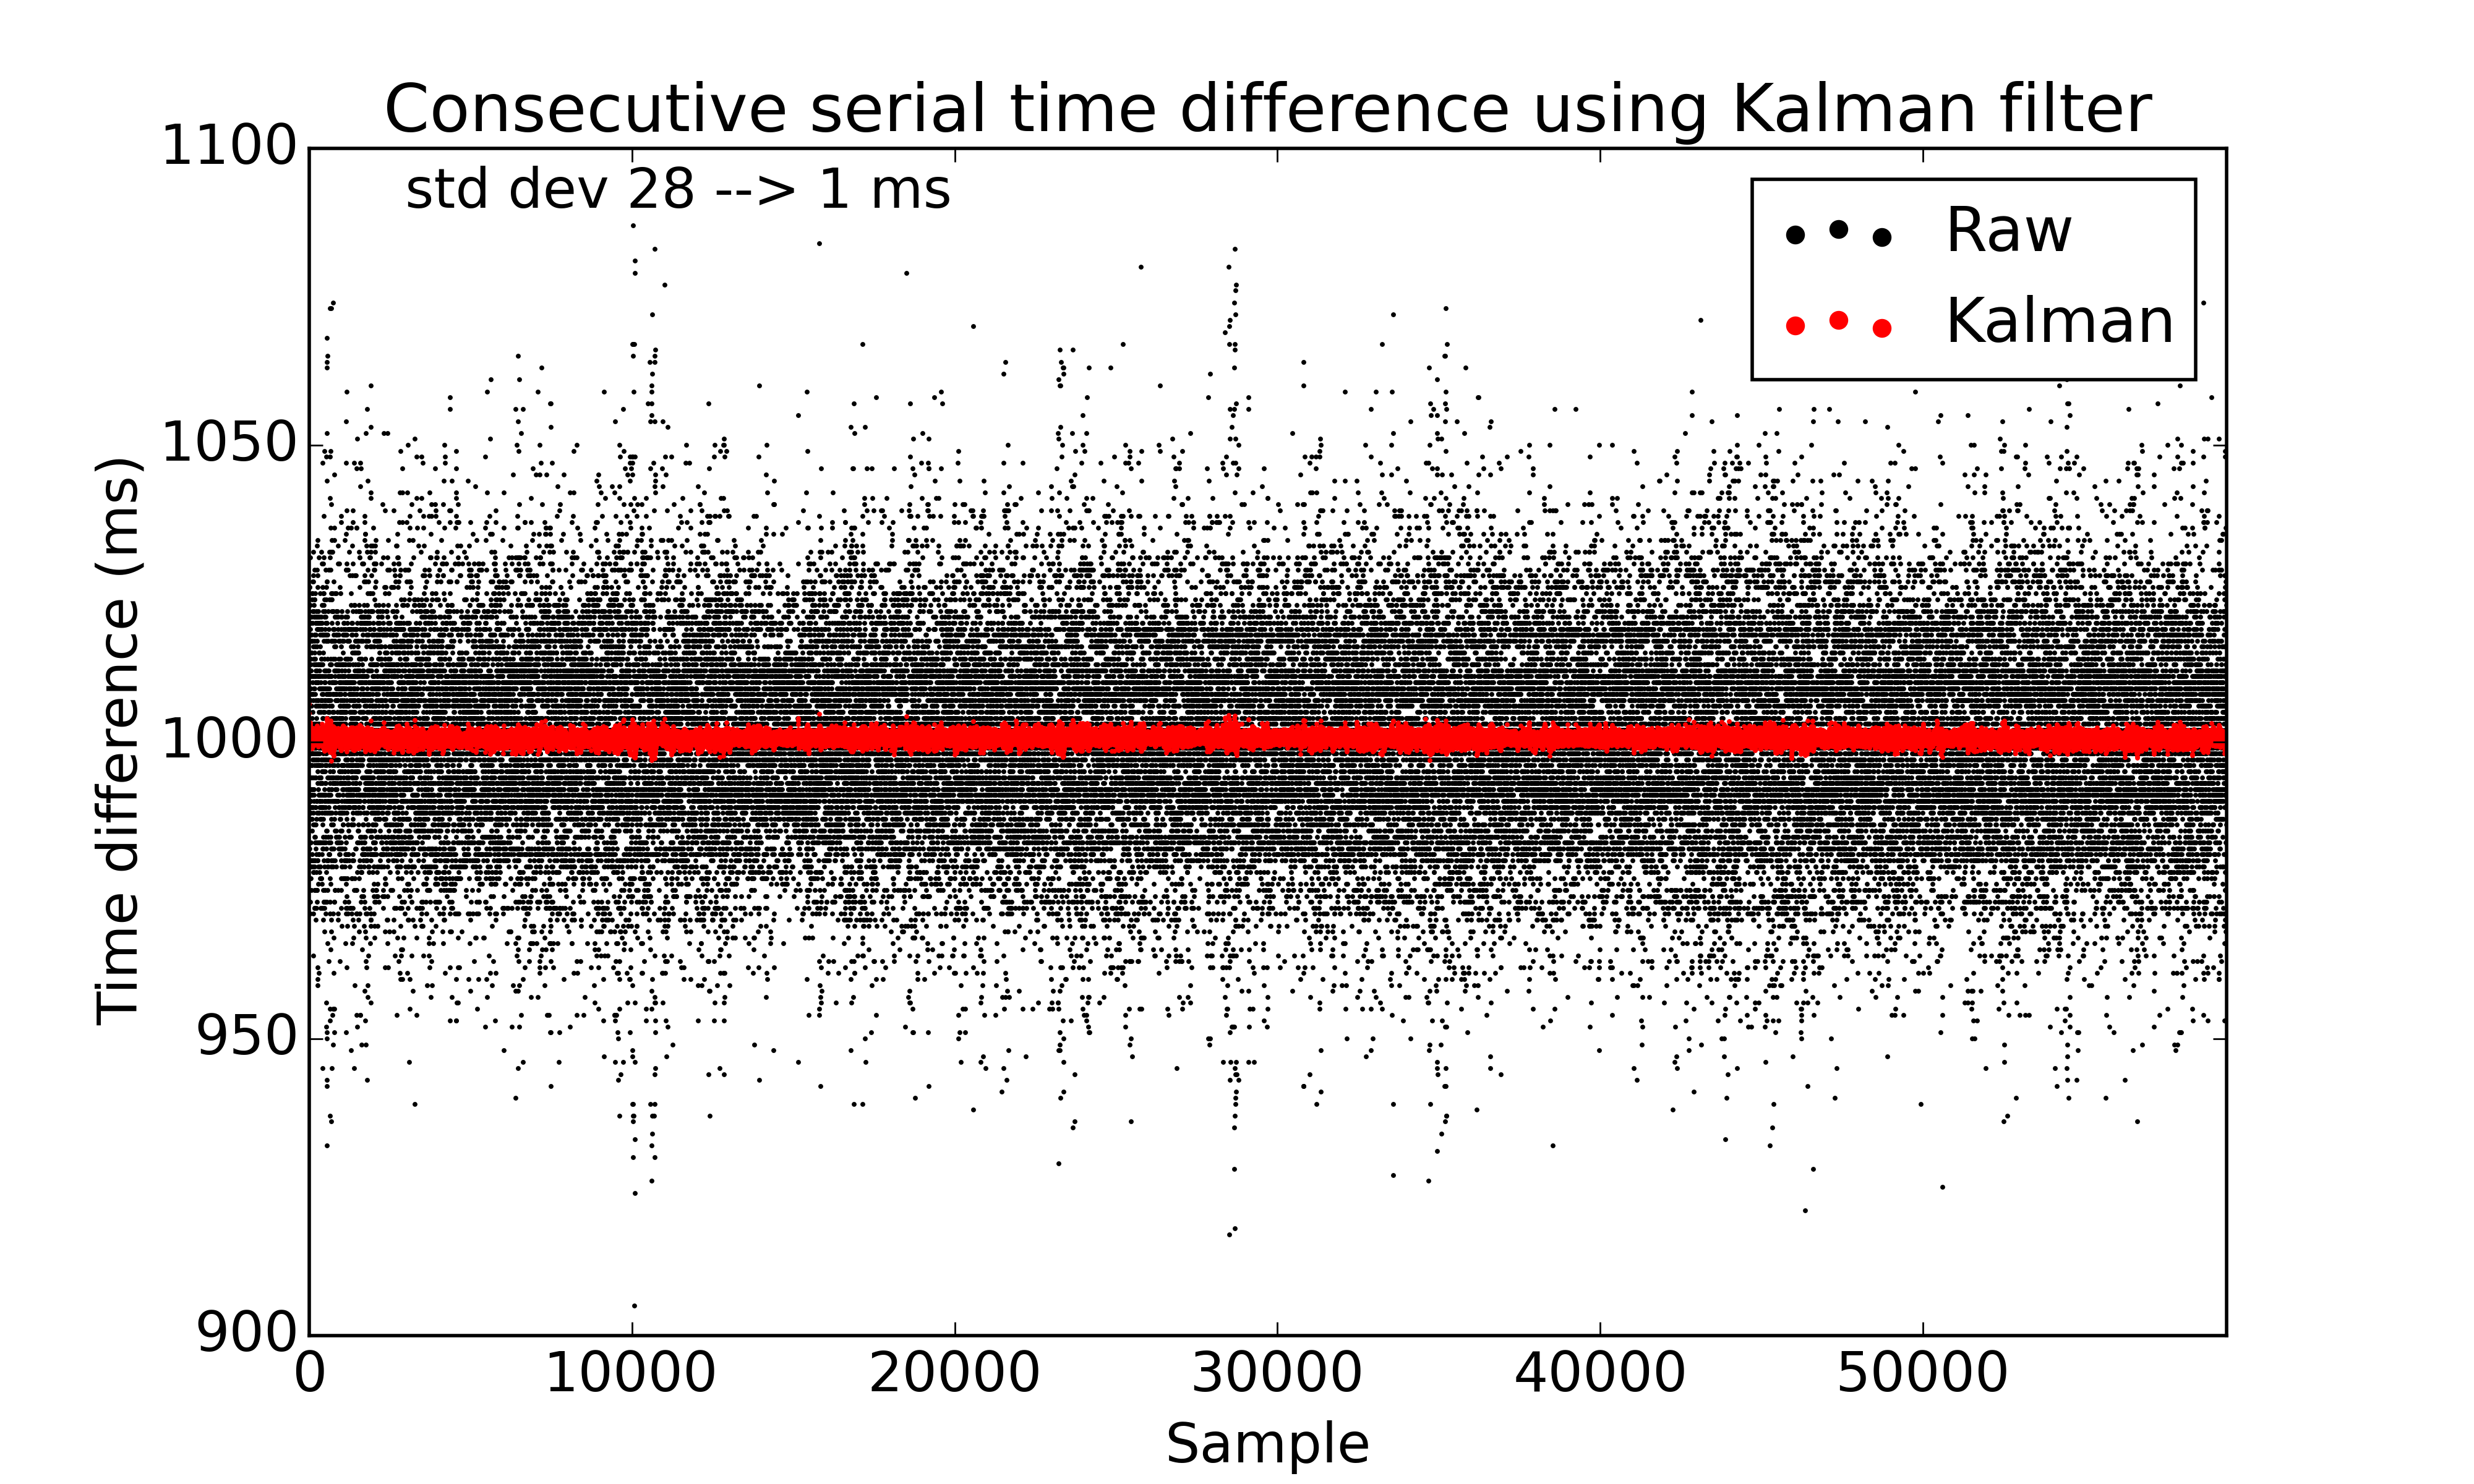 Consecutive serial time difference using Kalman filter
std dev 28 --> 1 ms
Raw
Kalman
1100
1050
1000
950
900
Time difference (ms)
0 10000 20000 30000 40000 50000
Sample